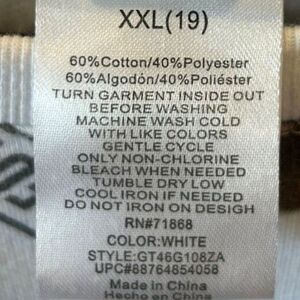 XXL(19)
60%Cotton/40%Polyester
60%Algodón/40%Poliéster
TURN GARMENT INSIDE OUT
BEFORE WASHING
MACHINE WASH COLD
WITH LIKE COLORS
GENTLE CYCLE
ONLY NON-CHLORINE
BLEACH WHEN NEEDED
TUMBLE DRY LOW
COOL IRON IF NEEDED
DO NOT IRON ON DESIGN
RN#71868
COLOR:WHITE
STYLE:GT46G108ZA
UPC#88764854058
Made in China
Hecho en China